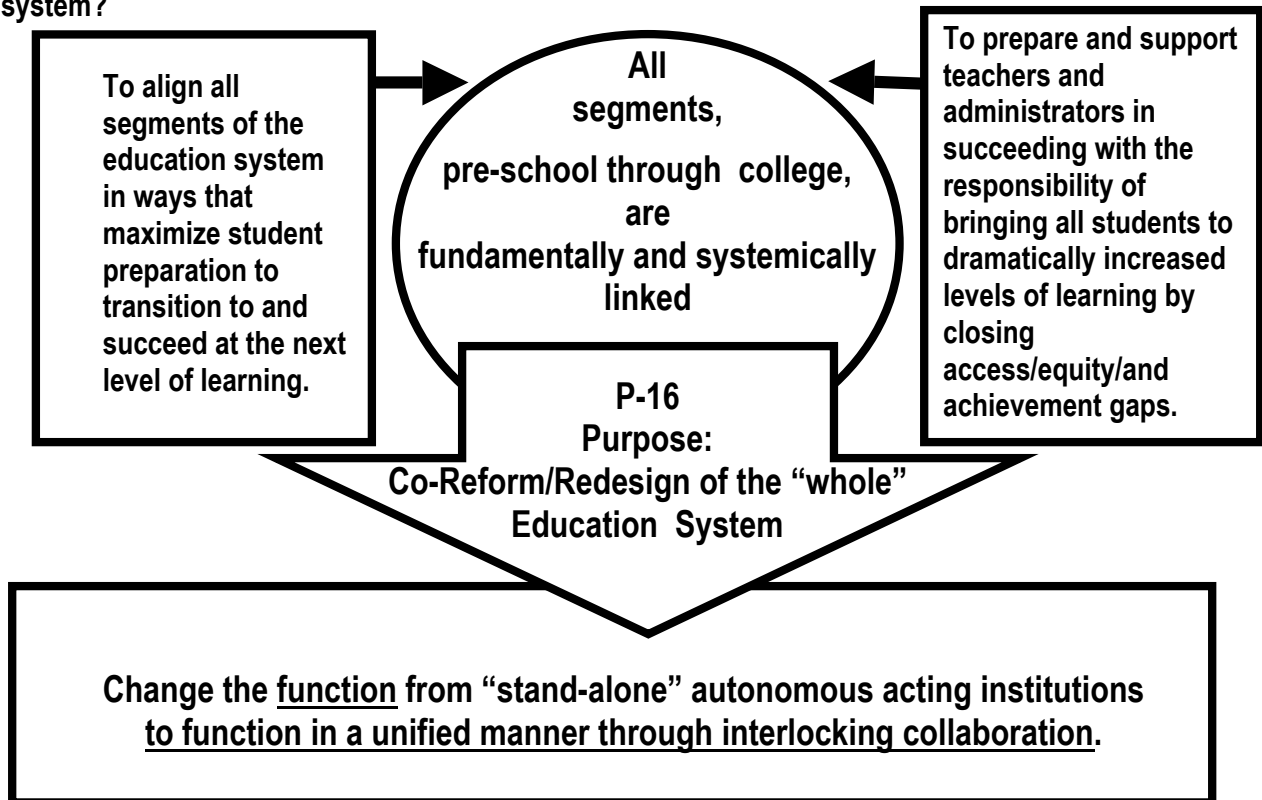 system?
To align all
segments of the
education system
in ways that
maximize student
preparation to
transition to and
succeed at the next
level of learning.
All
segments,
pre-school through college,
are
fundamentally and systemically
linked
To prepare and support
teachers and
administrators in
succeeding with the
responsibility of
bringing all students to
dramatically increased
levels of learning by
closing
access/equity/and
achievement gaps.
P-16
Purpose:
Co-Reform/Redesign of the “whole”
Education System
Change the function from “stand-alone” autonomous acting institutions
to function in a unified manner through interlocking collaboration.